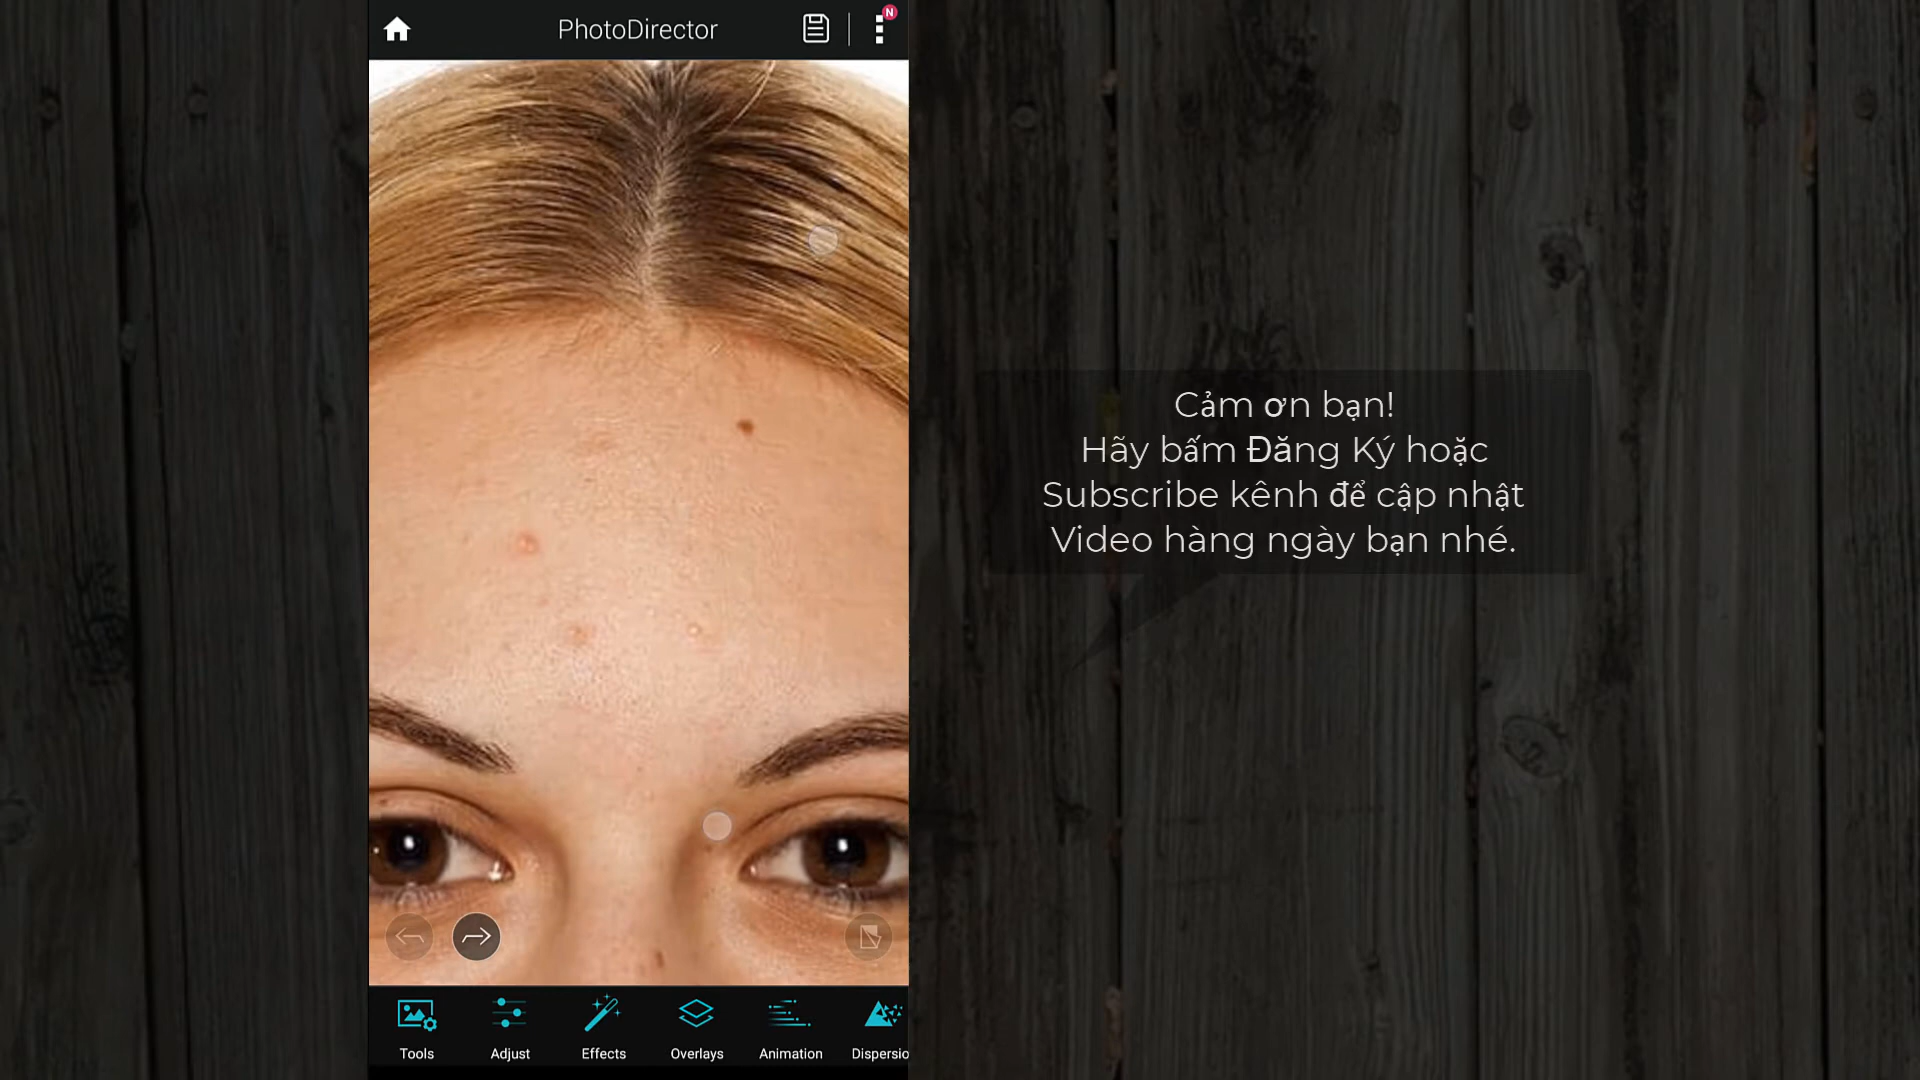 PhotoDirector
N
Cảm ơn bạn!
Hãy bấm Đăng Ký hoặc
Subscribe kênh để cập nhật
Video hàng ngày bạn nhé.
Tools Adjust Effects Overlays Animation Dispersio